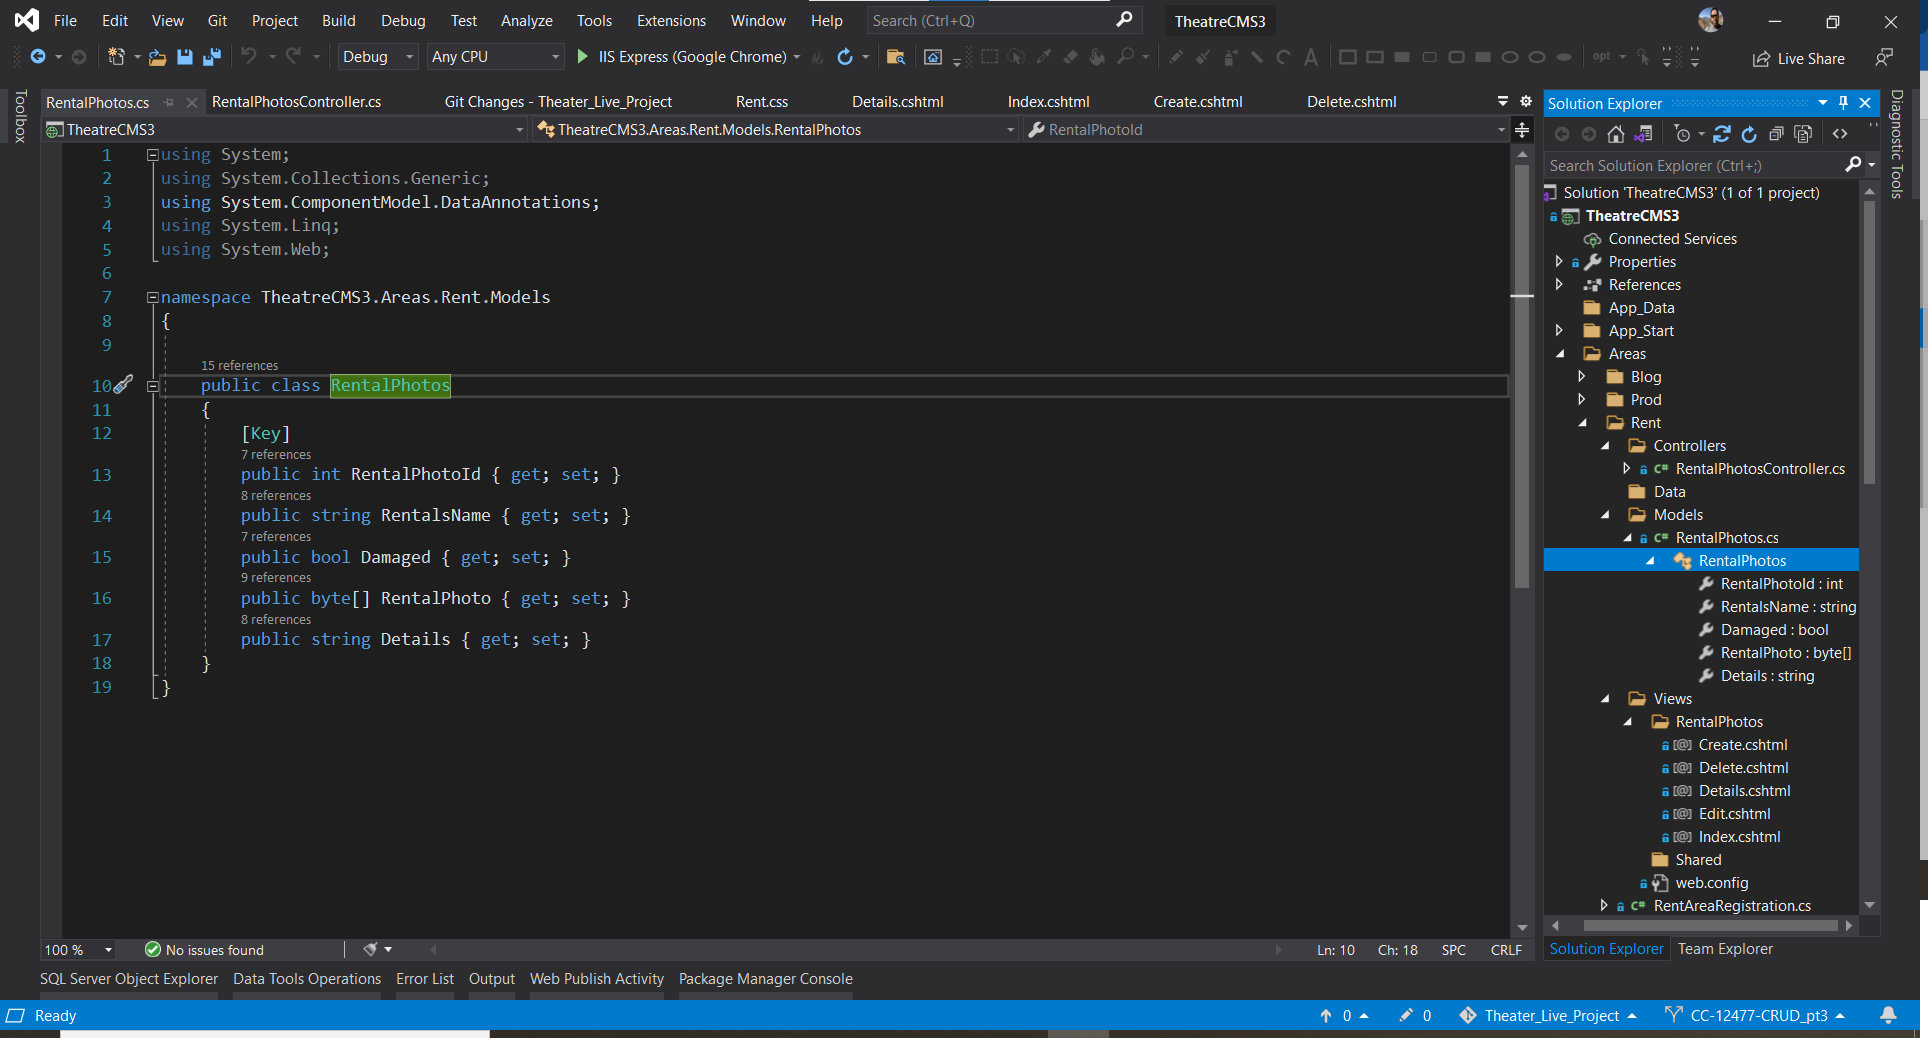 File Edit View Git Project Build Debug Test Analyze Tools Extensions Window Help Search (Ctrl+Q) TheatreCMS3
Debug Any CPU IIS Express (Google Chrome) opt Live Share
RentalPhotos.cs RentalPhotosController.cs Git Changes - Theater_Live_Project Rent.css Details.cshtml Index.cshtml Create.cshtml Delete.cshtml
TheatreCMS3 TheatreCMS3.Areas.Rent.Models.RentalPhotos RentalPhotoId
Toolbox
1 using System;
2 using System.Collections.Generic;
3 using System.ComponentModel.DataAnnotations;
4 using System.Linq;
5 using System.Web;
6
7 namespace TheatreCMS3.Areas.Rent.Models
8 {
9
15 references
10 public class RentalPhotos
11 {
12 [Key]
7 references
13 public int RentalPhotoId { get; set; }
8 references
14 public string RentalsName { get; set; }
7 references
15 public bool Damaged { get; set; }
9 references
16 public byte[] RentalPhoto { get; set; }
8 references
17 public string Details { get; set; }
18 }
19 }
100 % No issues found Ln: 10 Ch: 18 SPC CRLF
Solution Explorer
Search Solution Explorer (Ctrl+;)
Solution 'TheatreCMS3' (1 of 1 project)
TheatreCMS3
Connected Services
Properties
References
App_Data
App_Start
Areas
Blog
Prod
Rent
Controllers
C# RentalPhotosController.cs
Data
Models
C# RentalPhotos.cs
RentalPhotos
RentalPhotoId : int
RentalsName : string
Damaged : bool
RentalPhoto : byte[]
Details : string
Views
RentalPhotos
[@] Create.cshtml
[@] Delete.cshtml
[@] Details.cshtml
[@] Edit.cshtml
[@] Index.cshtml
Shared
web.config
C# RentAreaRegistration.cs
Solution Explorer Team Explorer
Diagnostic Tools
SQL Server Object Explorer Data Tools Operations Error List Output Web Publish Activity Package Manager Console
Ready 0 0 Theater_Live_Project CC-12477-CRUD_pt3